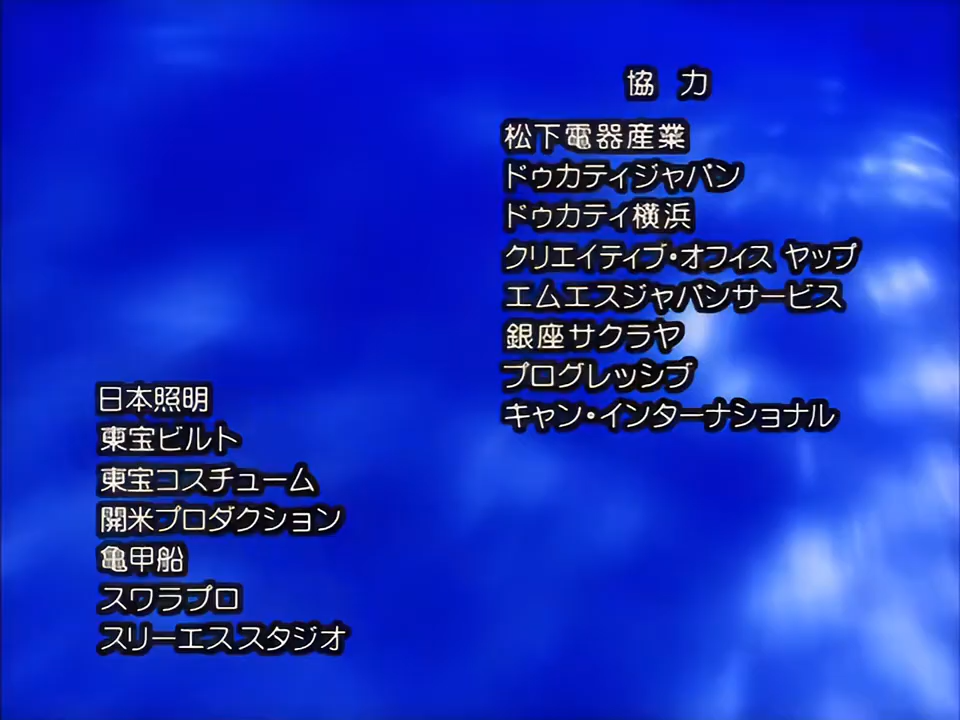 協 力
松下電器産業
ドゥカティジャパン
ドゥカティ横浜
クリエイティブ・オフィス ヤップ
エムエスジャパンサービス
銀座サクラヤ
プログレッシブ
キャン・インターナショナル
日本照明
東宝ビルト
東宝コスチューム
開米プロダクション
亀甲船
スワラプロ
スリーエススタジオ